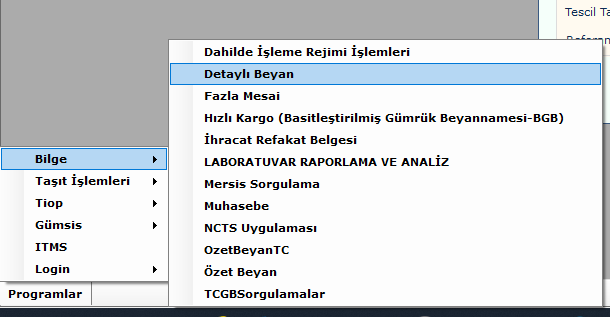 Tescil Ta
Referan
Dahilde İşleme Rejimi İşlemleri
Detaylı Beyan
Fazla Mesai
Hızlı Kargo (Basitleştirilmiş Gümrük Beyannamesi-BGB)
İhracat Refakat Belgesi
LABORATUVAR RAPORLAMA VE ANALİZ
Mersis Sorgulama
Muhasebe
NCTS Uygulaması
OzetBeyanTC
Özet Beyan
TCGBSorgulamalar
Bilge
Taşıt İşlemleri
Tiop
Gümsis
ITMS
Login
Programlar